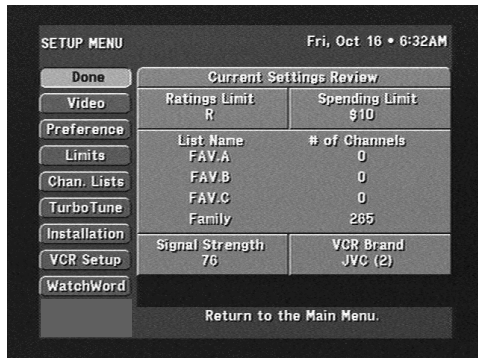 SETUP MENU
Fri, Oct 16 • 6:32AM
Done
Video
Preference
Limits
Chan. Lists
TurboTune
Installation
VCR Setup
WatchWord
Current Settings Review
Ratings Limit
R
Spending Limit
$10
List Name # of Channels
FAV.A 0
FAV.B 0
FAV.C 0
Family 265
Signal Strength
76
VCR Brand
JVC (2)
Return to the Main Menu.